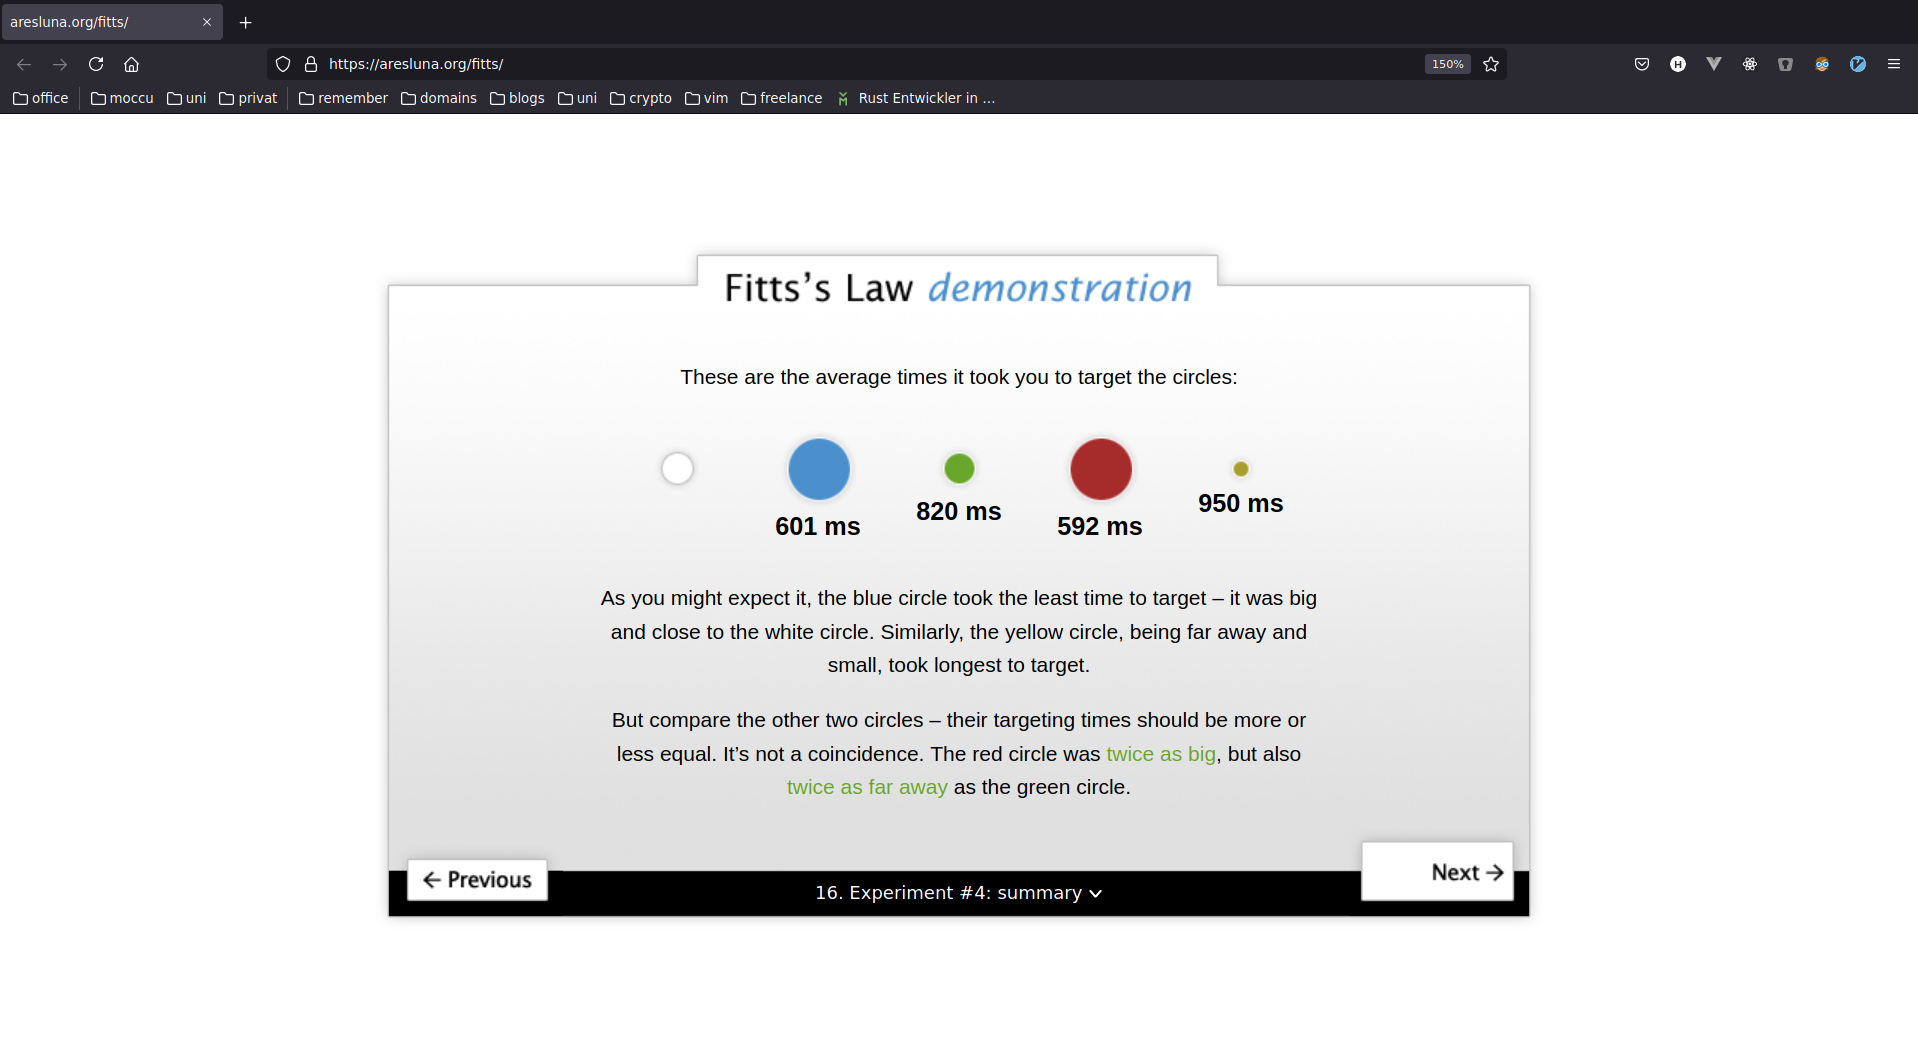 aresluna.org/fitts/
https://aresluna.org/fitts/ 150%
office moccu uni privat remember domains blogs uni crypto vim freelance Rust Entwickler in …
Fitts’s Law demonstration
These are the average times it took you to target the circles:
601 ms 820 ms 592 ms 950 ms
As you might expect it, the blue circle took the least time to target – it was big
and close to the white circle. Similarly, the yellow circle, being far away and
small, took longest to target.
But compare the other two circles – their targeting times should be more or
less equal. It’s not a coincidence. The red circle was twice as big, but also
twice as far away as the green circle.
← Previous
16. Experiment #4: summary
Next →